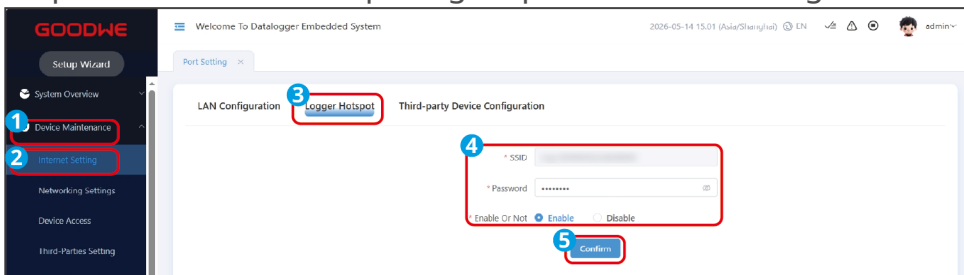 GOODWE
Welcome To Datalogger Embedded System
2026-05-14 15:01 (Asia/Shanghai) EN
admin
Setup Wizard
Port Setting ×
System Overview
3
LAN Configuration Logger Hotspot Third-party Device Configuration
1
Device Maintenance
4
2
Internet Setting
* SSID
Networking Settings
* Password ••••••••
Device Access
* Enable Or Not Enable Disable
5
Third-Parties Setting
Confirm